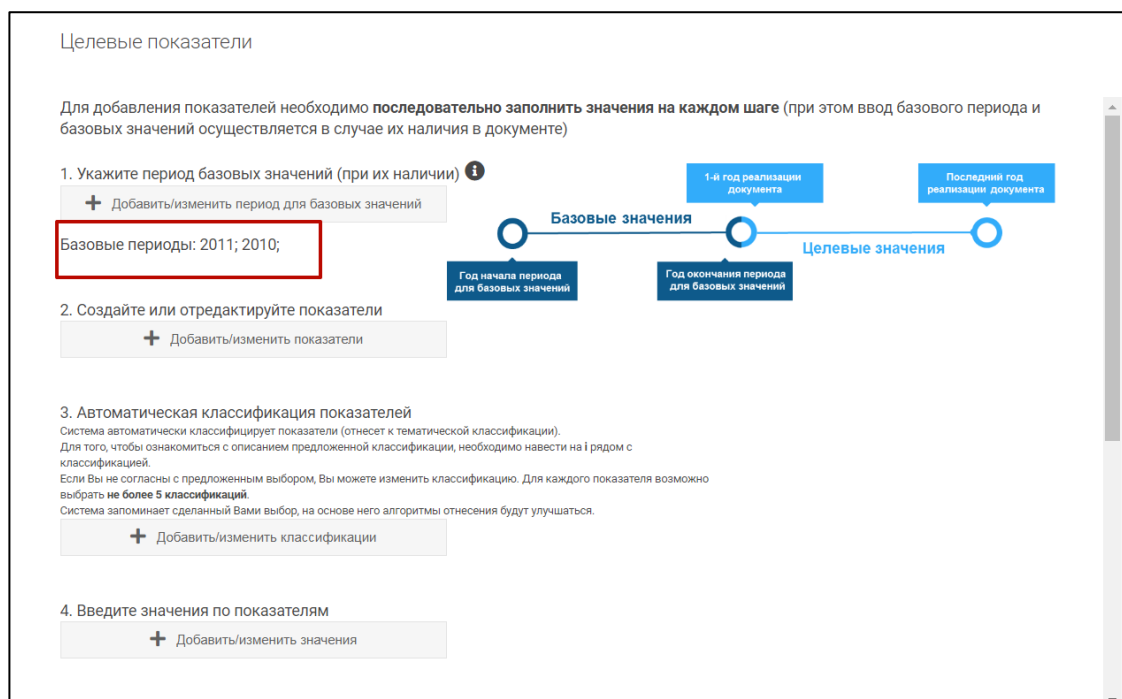 Целевые показатели
Для добавления показателей необходимо последовательно заполнить значения на каждом шаге (при этом ввод базового периода и
базовых значений осуществляется в случае их наличия в документе)
1. Укажите период базовых значений (при их наличии) i
+ Добавить/изменить период для базовых значений
Базовые периоды: 2011; 2010;
1-й год реализации
документа
Последний год
реализации документа
Базовые значения
Целевые значения
Год начала периода
для базовых значений
Год окончания периода
для базовых значений
2. Создайте или отредактируйте показатели
+ Добавить/изменить показатели
3. Автоматическая классификация показателей
Система автоматически классифицирует показатели (отнесет к тематической классификации).
Для того, чтобы ознакомиться с описанием предложенной классификации, необходимо навести на i рядом с
классификацией.
Если Вы не согласны с предложенным выбором, Вы можете изменить классификацию. Для каждого показателя возможно
выбрать не более 5 классификаций.
Система запоминает сделанный Вами выбор, на основе него алгоритмы отнесения будут улучшаться.
+ Добавить/изменить классификации
4. Введите значения по показателям
+ Добавить/изменить значения